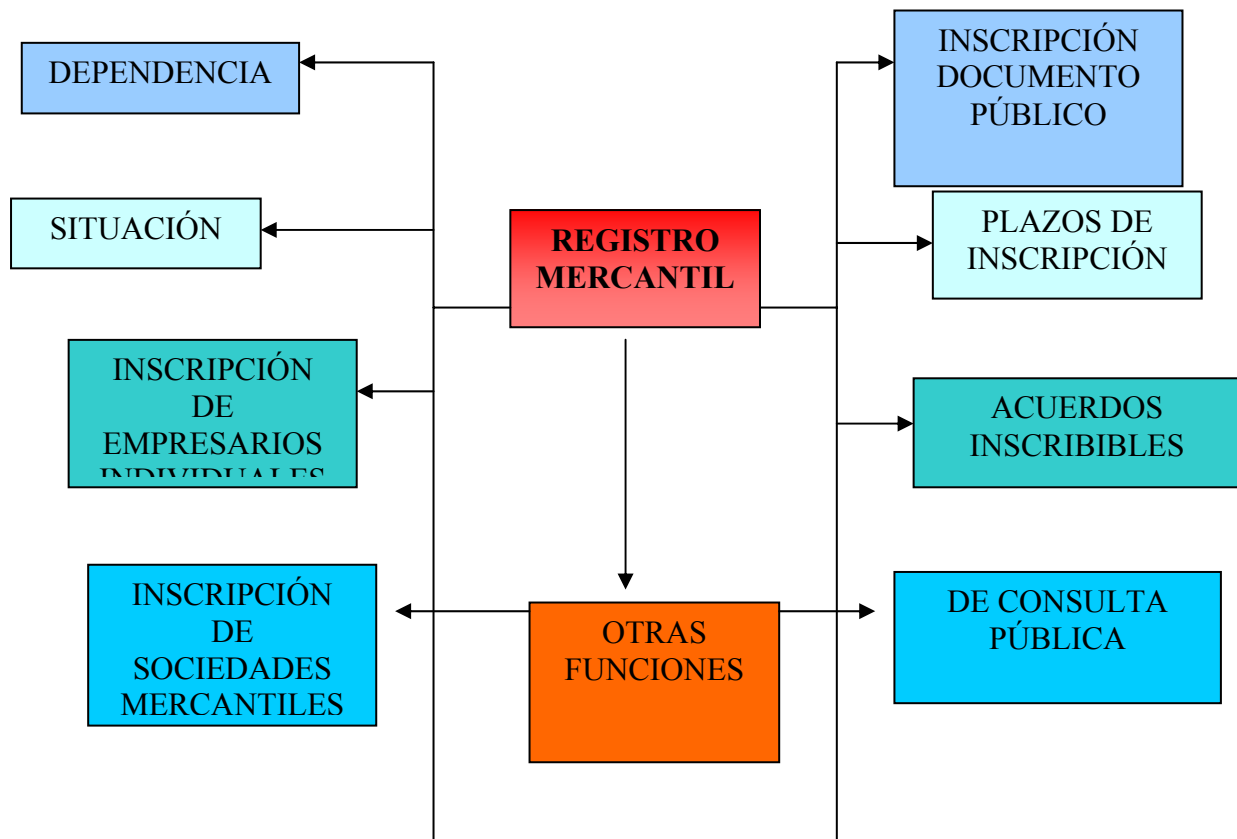 DEPENDENCIA
INSCRIPCIÓN
DOCUMENTO
PÚBLICO
SITUACIÓN
REGISTRO
MERCANTIL
PLAZOS DE
INSCRIPCIÓN
INSCRIPCIÓN
DE
EMPRESARIOS
INDIVIDUALES
ACUERDOS
INSCRIBIBLES
INSCRIPCIÓN
DE
SOCIEDADES
MERCANTILES
OTRAS
FUNCIONES
DE CONSULTA
PÚBLICA